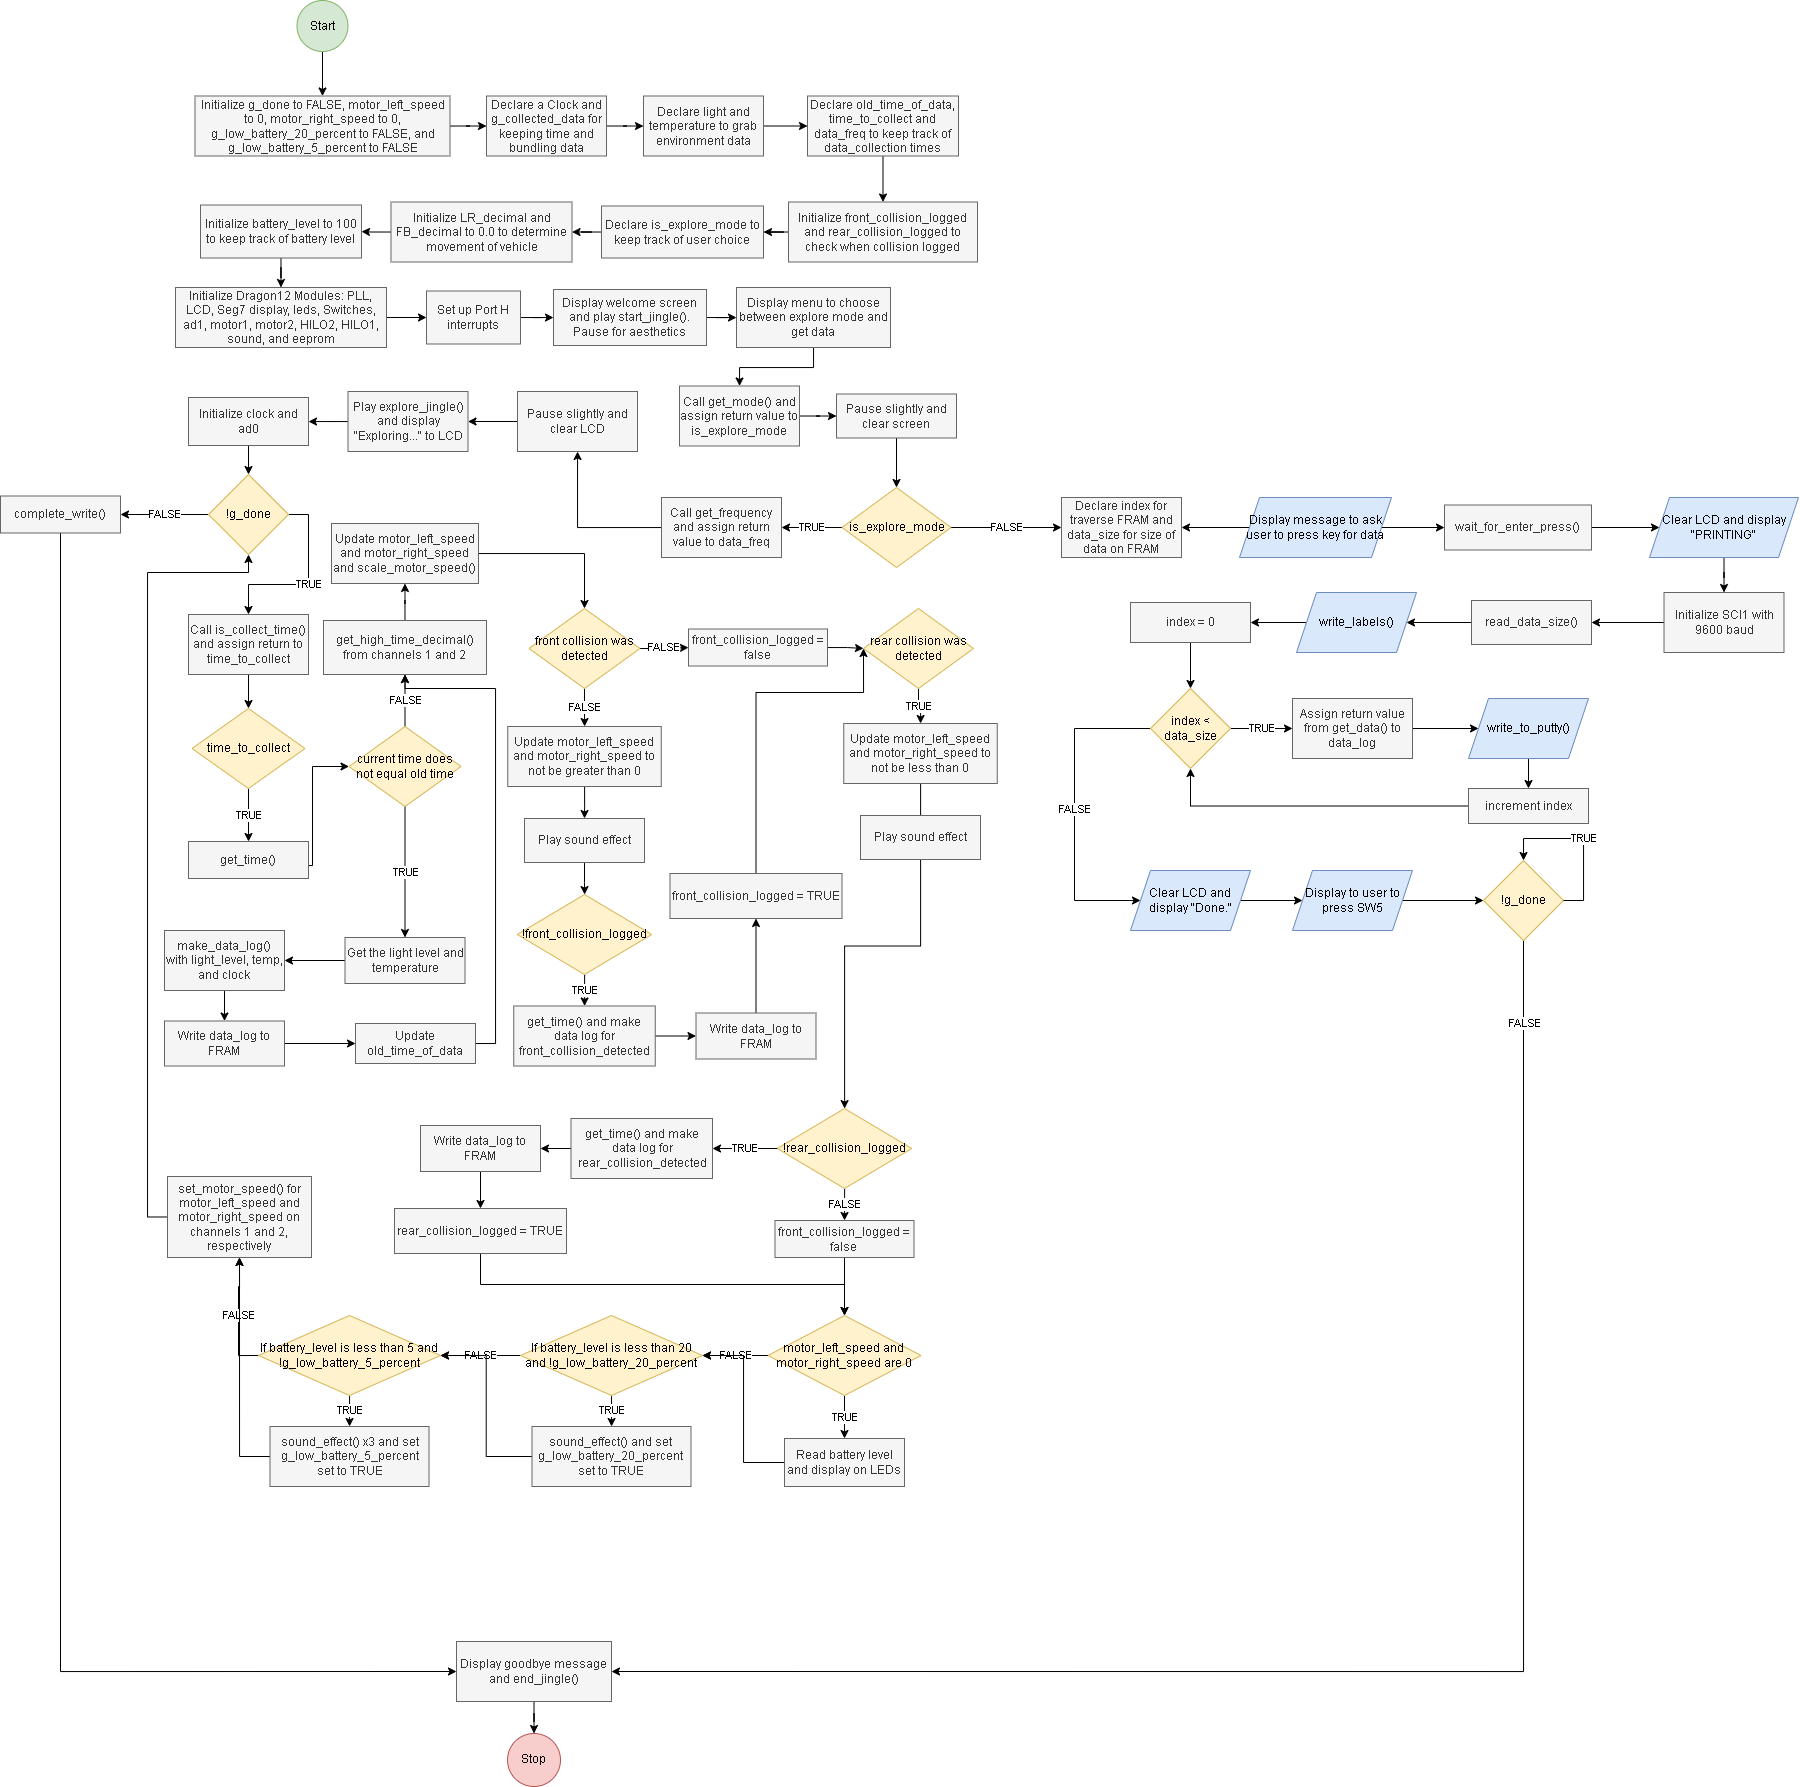 Start
Initialize g_done to FALSE, motor_left_speed
to 0, motor_right_speed to 0,
g_low_battery_20_percent to FALSE, and
g_low_battery_5_percent to FALSE
Declare a Clock and
g_collected_data for
keeping time and
bundling data
Declare light and
temperature to grab
environment data
Declare old_time_of_data,
time_to_collect and
data_freq to keep track of
data_collection times
Initialize front_collision_logged
and rear_collision_logged to
check when collision logged
Declare is_explore_mode to
keep track of user choice
Initialize LR_decimal and
FB_decimal to 0.0 to determine
movement of vehicle
Initialize battery_level to 100
to keep track of battery level
Initialize Dragon12 Modules: PLL,
LCD, Seg7 display, leds, Switches,
ad1, motor1, motor2, HILO2, HILO1,
sound, and eeprom
Set up Port H
interrupts
Display welcome screen
and play start_jingle().
Pause for aesthetics
Display menu to choose
between explore mode and
get data
Call get_mode() and
assign return value to
is_explore_mode
Pause slightly and
clear screen
is_explore_mode
TRUE
FALSE
Call get_frequency
and assign return
value to data_freq
Pause slightly and
clear LCD
Play explore_jingle()
and display
"Exploring..." to LCD
Initialize clock and
ad0
!g_done
FALSE
complete_write()
TRUE
Call is_collect_time()
and assign return to
time_to_collect
time_to_collect
TRUE
get_time()
current time does
not equal old time
FALSE
TRUE
Get the light level and
temperature
make_data_log()
with light_level, temp,
and clock
Write data_log to
FRAM
Update
old_time_of_data
get_high_time_decimal()
from channels 1 and 2
Update motor_left_speed
and motor_right_speed
and scale_motor_speed()
front collision was
detected
FALSE
front_collision_logged =
false
FALSE
Update motor_left_speed
and motor_right_speed to
not be greater than 0
Play sound effect
!front_collision_logged
TRUE
get_time() and make
data log for
front_collision_detected
Write data_log to
FRAM
front_collision_logged = TRUE
rear collision was
detected
TRUE
Update motor_left_speed
and motor_right_speed to
not be less than 0
Play sound effect
!rear_collision_logged
TRUE
get_time() and make
data log for
rear_collision_detected
Write data_log to
FRAM
rear_collision_logged = TRUE
FALSE
front_collision_logged =
false
motor_left_speed and
motor_right_speed are 0
FALSE
TRUE
Read battery level
and display on LEDs
If battery_level is less than 20
and !g_low_battery_20_percent
FALSE
TRUE
sound_effect() and set
g_low_battery_20_percent
set to TRUE
If battery_level is less than 5 and
!g_low_battery_5_percent
FALSE
TRUE
sound_effect() x3 and set
g_low_battery_5_percent
set to TRUE
set_motor_speed() for
motor_left_speed and
motor_right_speed on
channels 1 and 2,
respectively
Declare index for
traverse FRAM and
data_size for size of
data on FRAM
Display message to ask
user to press key for data
wait_for_enter_press()
Clear LCD and display
"PRINTING"
Initialize SCI1 with
9600 baud
read_data_size()
write_labels()
index = 0
index <
data_size
TRUE
Assign return value
from get_data() to
data_log
write_to_putty()
increment index
FALSE
Clear LCD and
display "Done."
Display to user to
press SW5
!g_done
TRUE
FALSE
Display goodbye message
and end_jingle()
Stop